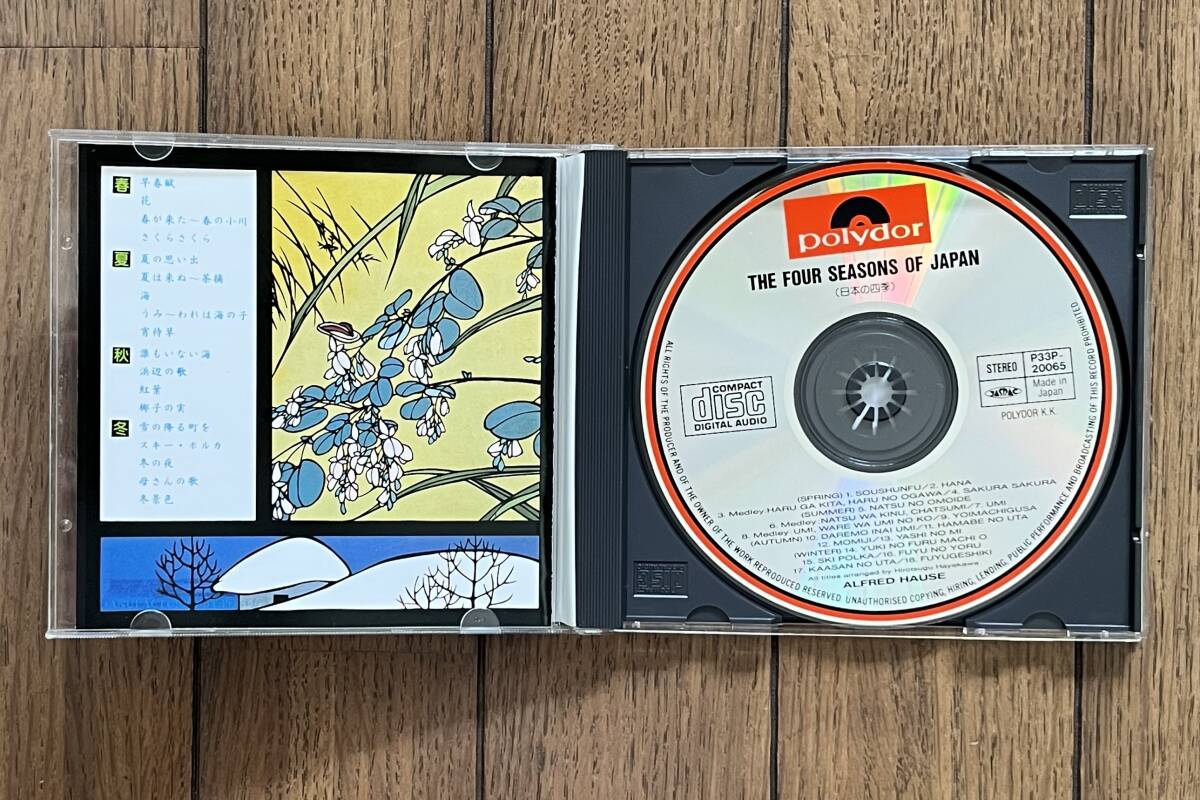 春 早春賦
花
春が来た〜春の小川
さくらさくら
夏 夏の思い出
夏は来ぬ〜茶摘
海
うみ〜われは海の子
宵待草
秋 誰もいない海
浜辺の歌
紅葉
椰子の実
冬 雪の降る町を
スキー・ポルカ
冬の夜
母さんの歌
冬景色
polydor
THE FOUR SEASONS OF JAPAN
(日本の四季)
COMPACT
disc
DIGITAL AUDIO
STEREO
P33P-
20065
JASRAC
Made in
Japan
POLYDOR K.K.
(SPRING) 1. SOUSHUNFU/2. HANA
3. Medley HARU GA KITA, HARU NO OGAWA/4. SAKURA SAKURA
(SUMMER) 5. NATSU NO OMOIDE
6. Medley NATSU WA KINU, CHATSUMI/7. UMI
8. Medley UMI, WARE WA UMI NO KO/9. YOIMACHIGUSA
(AUTUMN) 10. DAREMO INAI UMI/11. HAMABE NO UTA
12. MOMIJI/13. YASHI NO MI
(WINTER) 14. YUKI NO FURU MACHI O
15. SKI POLKA/16. FUYU NO YORU
17. KAASAN NO UTA/18. FUYUGESHIKI
All titles arranged by Hirotsugu Hayakawa
ALFRED HAUSE
ALL RIGHTS OF THE PRODUCER AND OF THE OWNER OF THE WORK REPRODUCED RESERVED. UNAUTHORISED COPYING, HIRING, LENDING, PUBLIC PERFORMANCE AND BROADCASTING OF THIS RECORD PROHIBITED